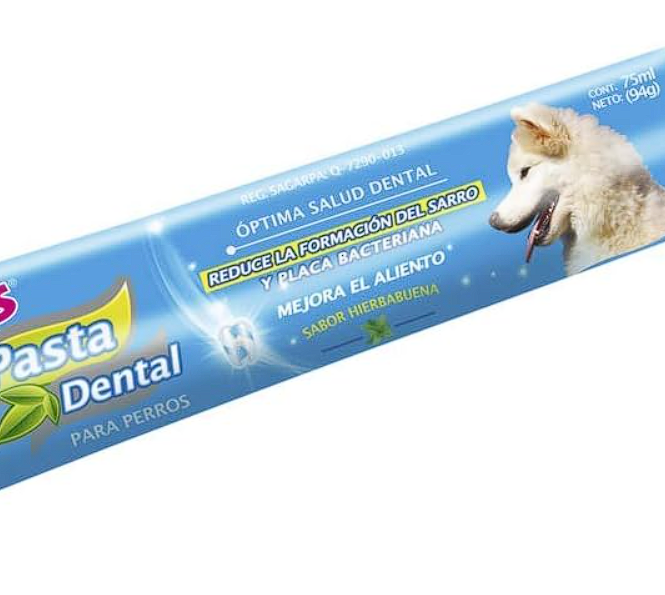 REG. SAGARPA: Q-7290-013
ÓPTIMA SALUD DENTAL
REDUCE LA FORMACIÓN DEL SARRO
Y PLACA BACTERIANA
MEJORA EL ALIENTO
SABOR HIERBABUENA
CONT. 75ml
NETO: (94g)
Pasta
Dental
PARA PERROS